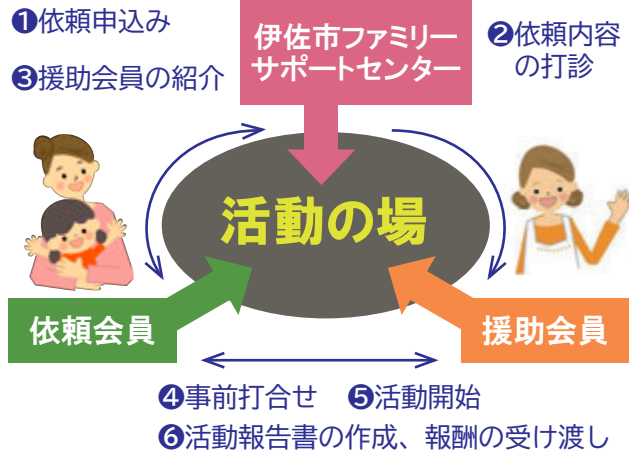 ❶依頼申込み
❸援助会員の紹介
伊佐市ファミリー
サポートセンター
❷依頼内容
の打診
活動の場
依頼会員
援助会員
❹事前打合せ ❺活動開始
❻活動報告書の作成、報酬の受け渡し